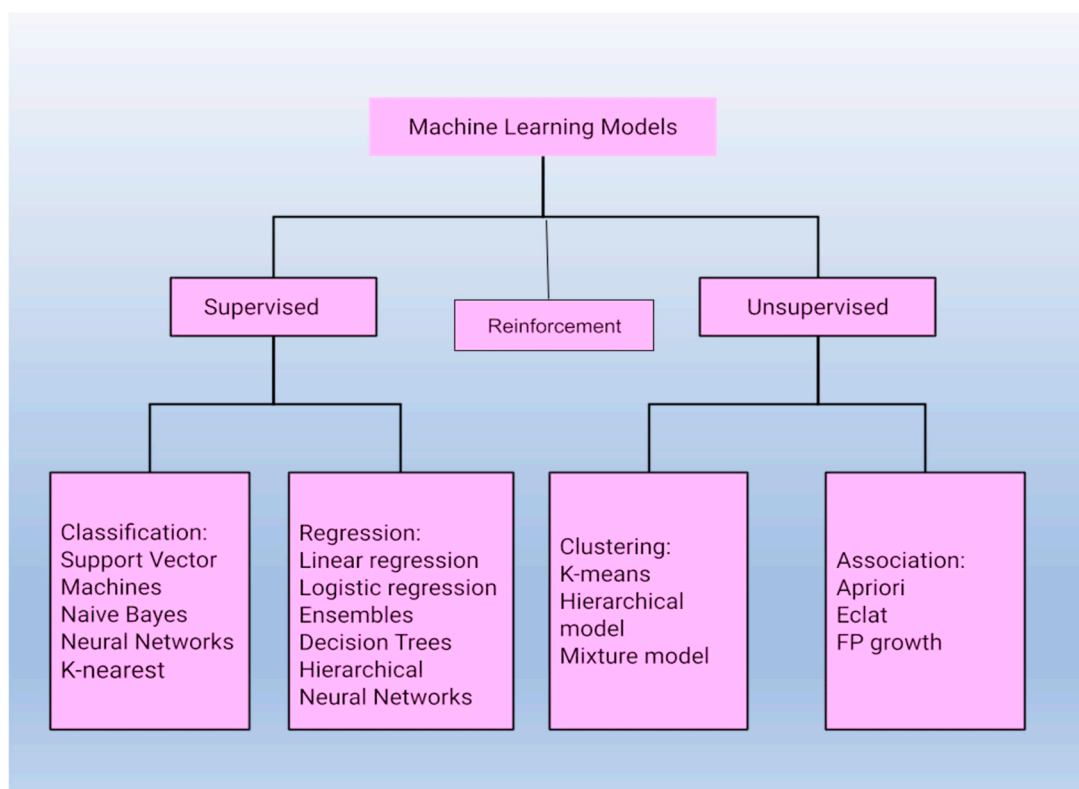 Machine Learning Models
Supervised
Reinforcement
Unsupervised
Classification:
Support Vector
Machines
Naive Bayes
Neural Networks
K-nearest
Regression:
Linear regression
Logistic regression
Ensembles
Decision Trees
Hierarchical
Neural Networks
Clustering:
K-means
Hierarchical
model
Mixture model
Association:
Apriori
Eclat
FP growth